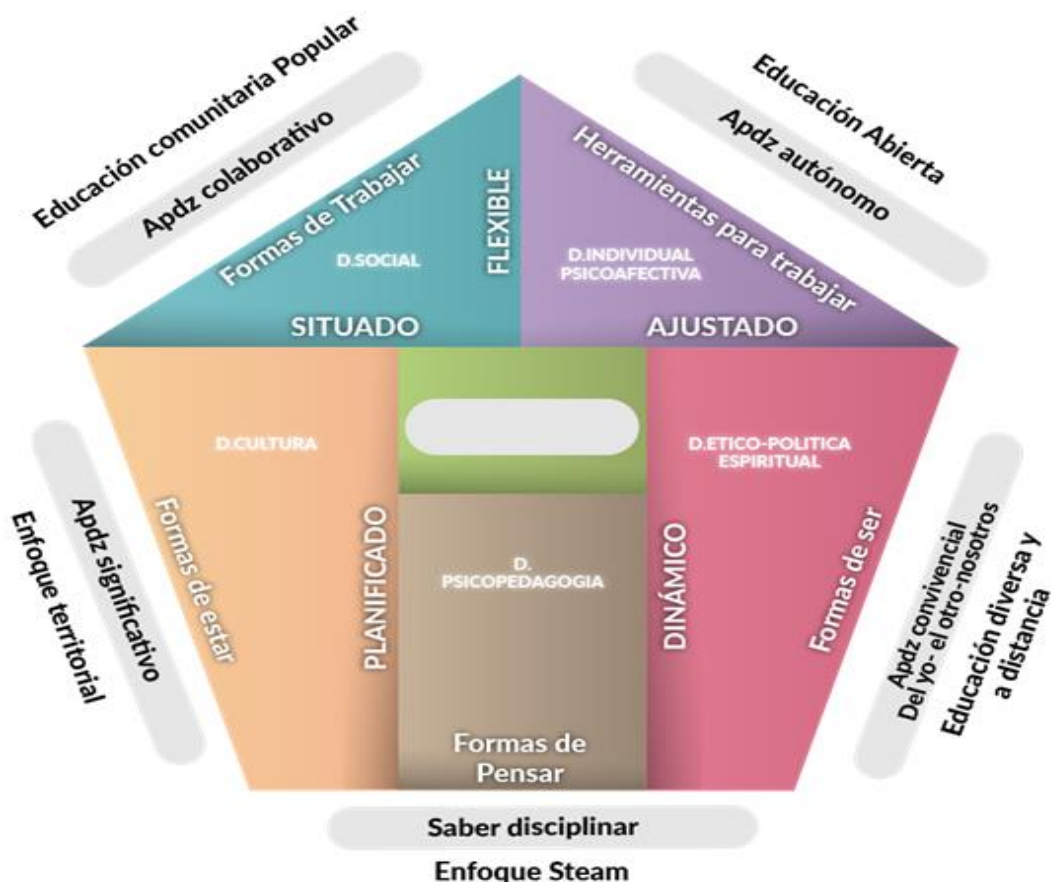 Educación comunitaria Popular
Apdz colaborativo
Formas de Trabajar
D.SOCIAL
FLEXIBLE
SITUADO
Educación Abierta
Apdz autónomo
Herramientas para trabajar
D.INDIVIDUAL
PSICOAFECTIVA
AJUSTADO
D.CULTURA
Formas de estar
PLANIFICADO
Apdz significativo
Enfoque territorial
D.
PSICOPEDAGOGIA
Formas de
Pensar
D.ETICO-POLITICA
ESPIRITUAL
DINÁMICO
Formas de ser
Apdz convivencial
Del yo- el otro-nosotros
Educación diversa y
a distancia
Saber disciplinar
Enfoque Steam